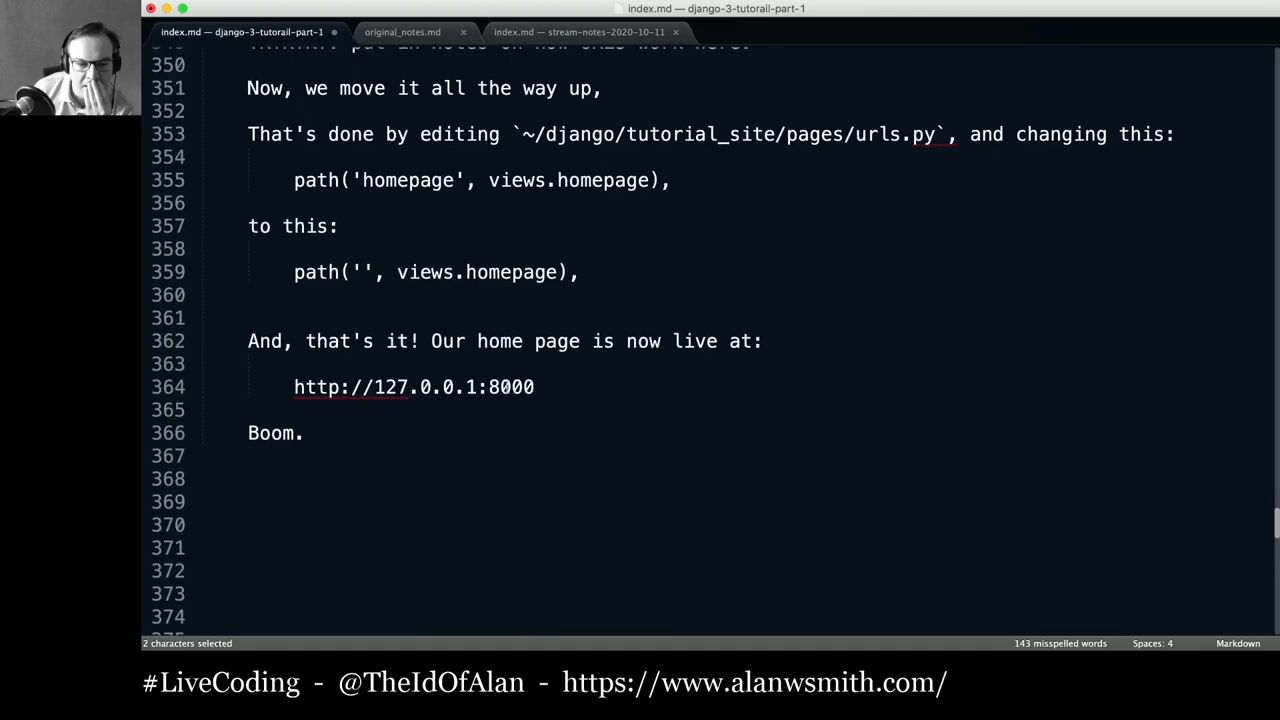 index.md — django-3-tutorail-part-1
index.md — django-3-tutorail-part-1
original_notes.md ×
index.md — stream-notes-2020-10-11 ×
350
351 Now, we move it all the way up,
352
353 That's done by editing `~/django/tutorial_site/pages/urls.py`, and changing this:
354
355 path('homepage', views.homepage),
356
357 to this:
358
359 path('', views.homepage),
360
361
362 And, that's it! Our home page is now live at:
363
364 http://127.0.0.1:8000
365
366 Boom.
367
368
369
370
371
372
373
374
2 characters selected
143 misspelled words
Spaces: 4
Markdown
#LiveCoding - @TheIdOfAlan - https://www.alanwsmith.com/